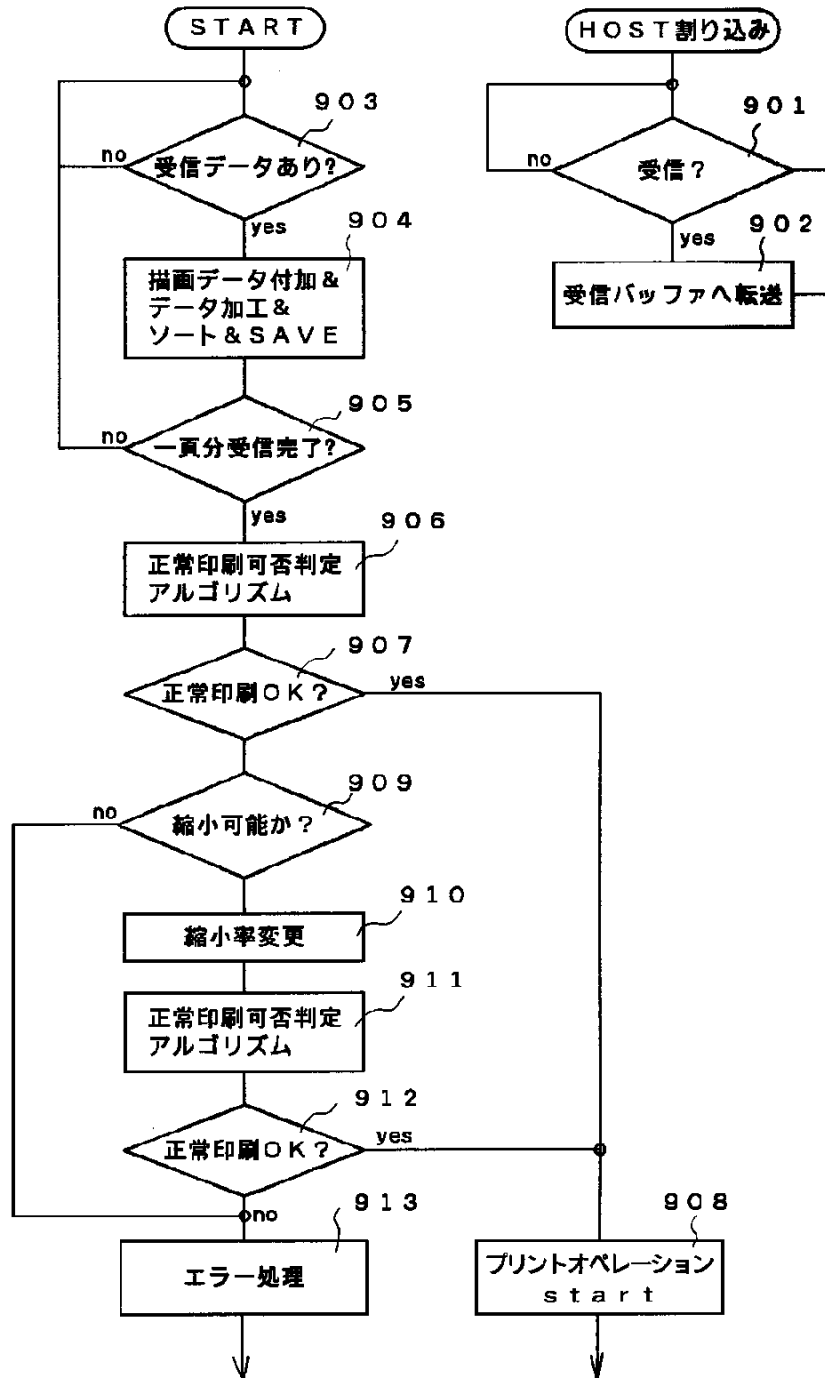 START
903
受信データあり?
no
yes
904
描画データ付加&
データ加工&
ソート&SAVE
905
一頁分受信完了?
no
yes
906
正常印刷可否判定
アルゴリズム
907
正常印刷OK?
yes
909
縮小可能か?
no
910
縮小率変更
911
正常印刷可否判定
アルゴリズム
912
正常印刷OK?
yes
no
913
エラー処理
908
プリントオペレーション
start
HOST割り込み
901
受信?
no
yes
902
受信バッファへ転送